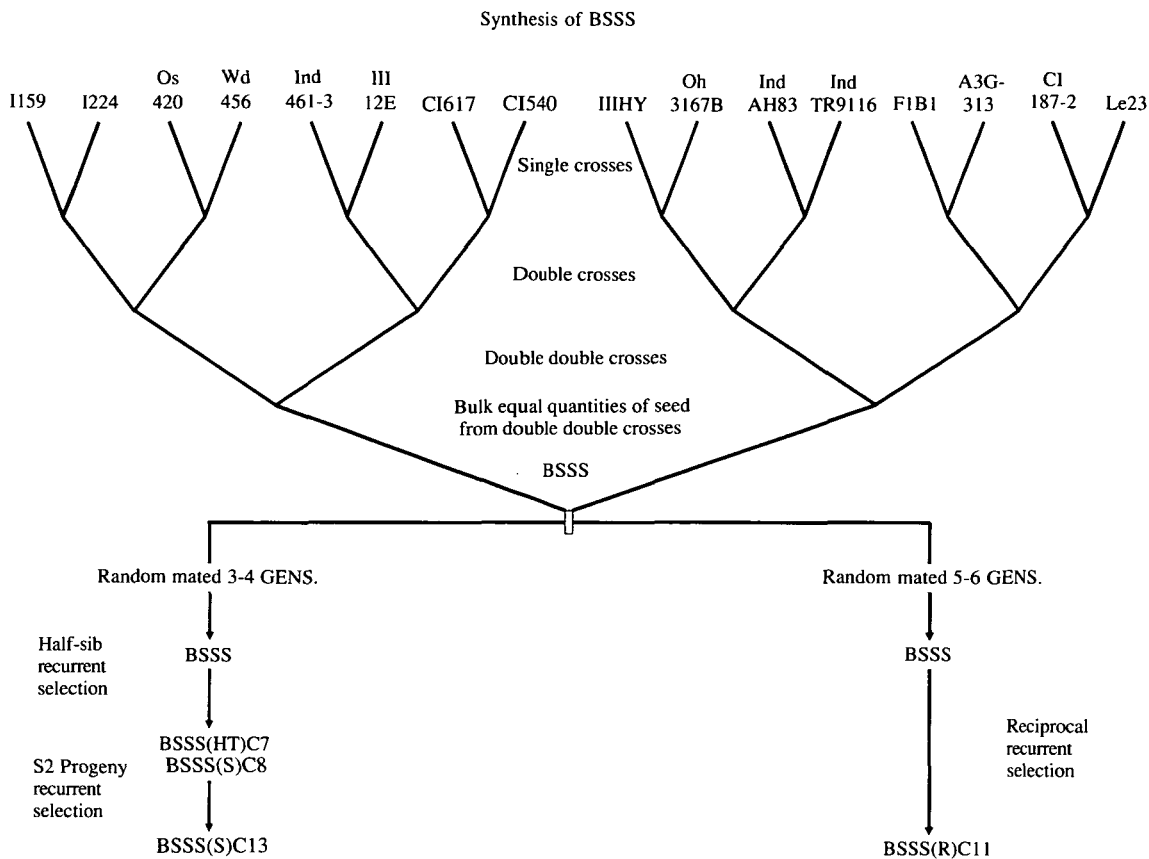 Synthesis of BSSS
Os Wd Ind III Oh Ind Ind A3G- CI
I159 I224 420 456 461-3 12E CI617 CI540 IIIHY 3167B AH83 TR9116 F1B1 313 187-2 Le23
Single crosses
Double crosses
Double double crosses
Bulk equal quantities of seed
from double double crosses
BSSS
Random mated 3-4 GENS.
Random mated 5-6 GENS.
Half-sib
recurrent
selection
BSSS
BSSS
BSSS(HT)C7
BSSS(S)C8
S2 Progeny
recurrent
selection
Reciprocal
recurrent
selection
BSSS(S)C13
BSSS(R)C11